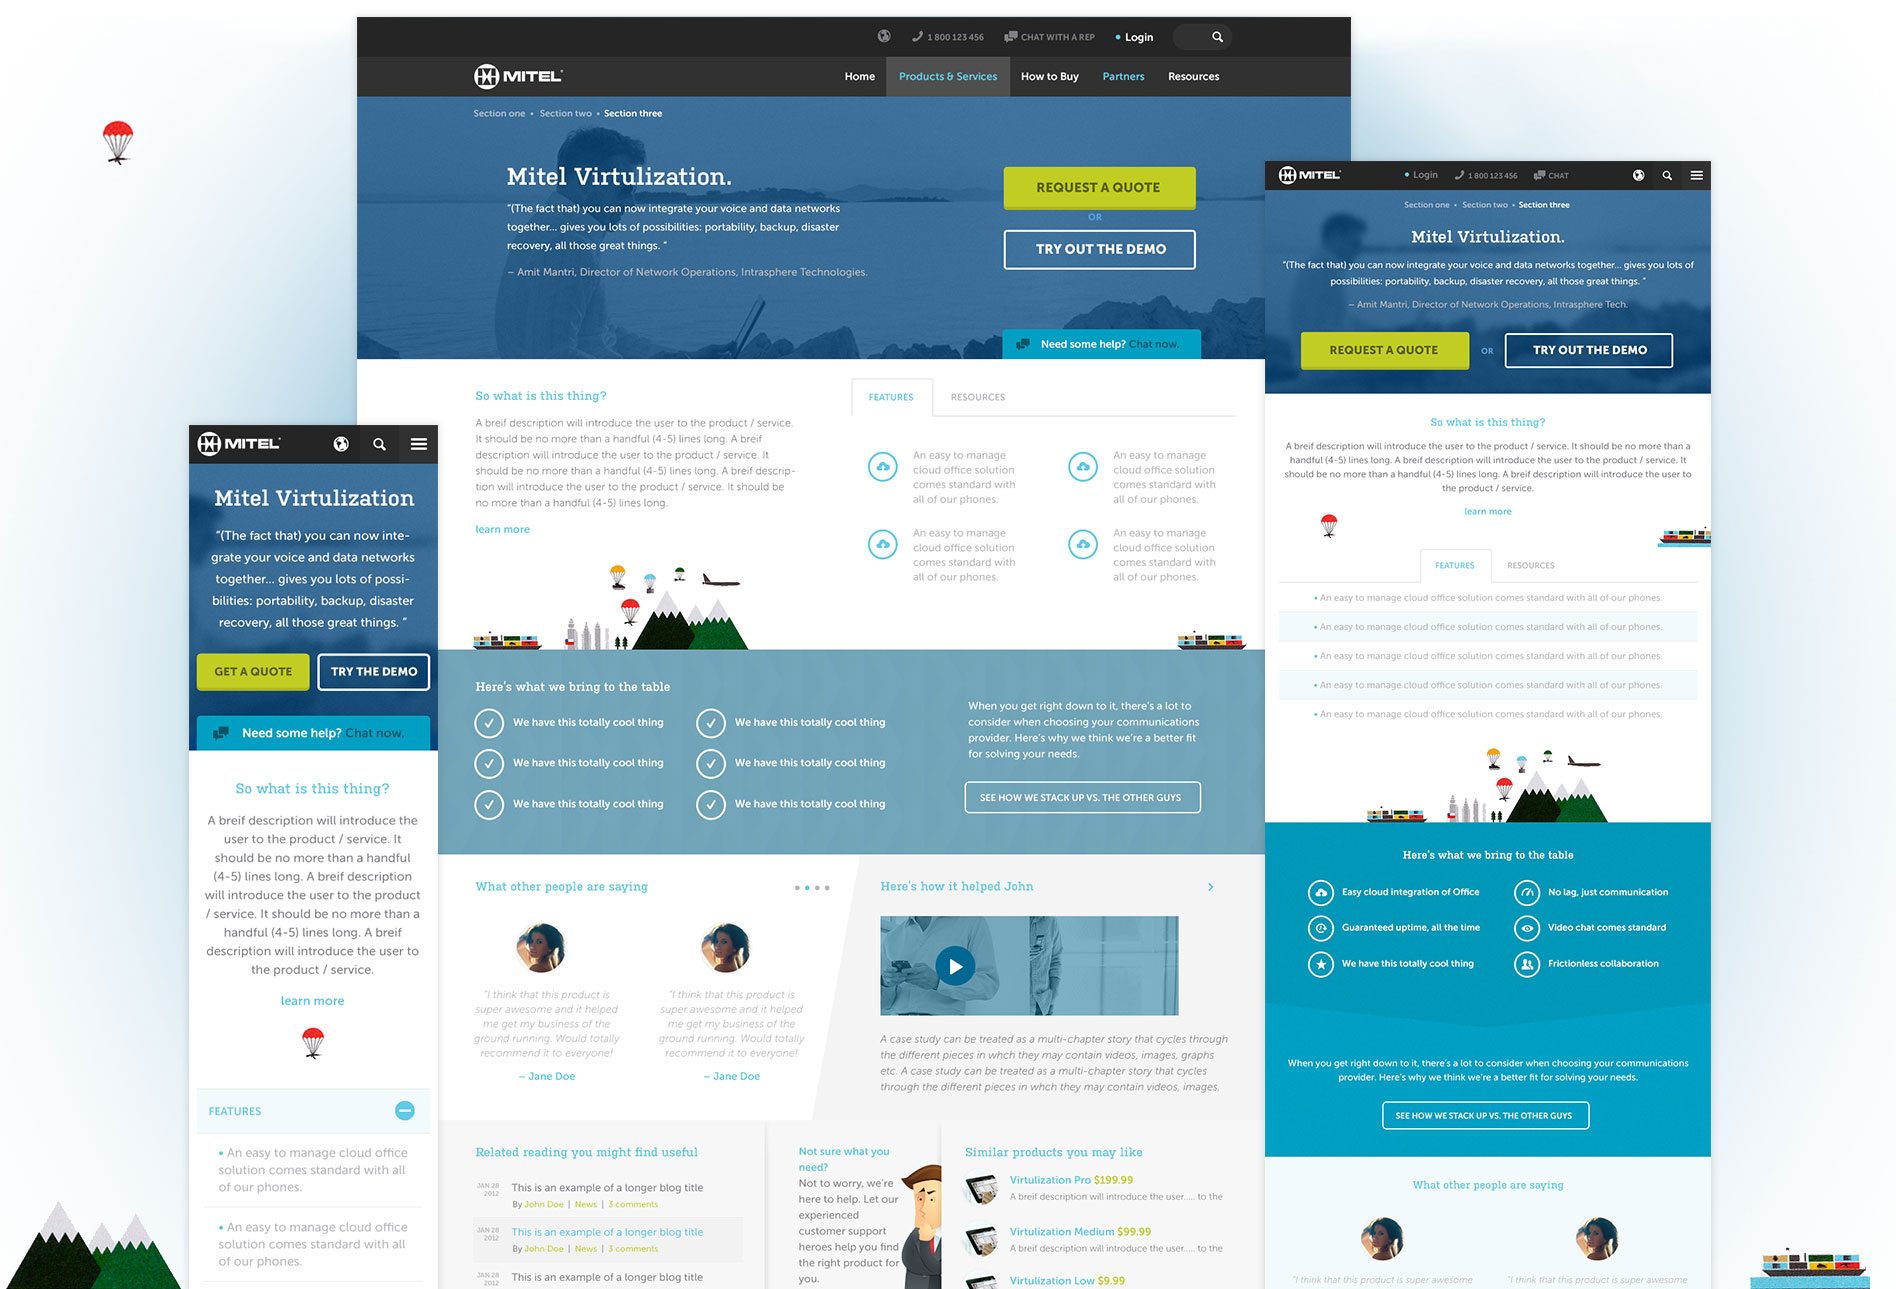 1 800 123 456
CHAT WITH A REP
• Login
MITEL
Home
Products & Services
How to Buy
Partners
Resources
Section one • Section two • Section three
Mitel Virtulization.
“(The fact that) you can now integrate your voice and data networks
together... gives you lots of possibilities: portability, backup, disaster
recovery, all those great things. ”
– Amit Mantri, Director of Network Operations, Intrasphere Technologies.
REQUEST A QUOTE
OR
TRY OUT THE DEMO
Need some help? Chat now.
So what is this thing?
A breif description will introduce the user to the product / service.
It should be no more than a handful (4-5) lines long. A breif
description will introduce the user to the product / service. It
should be no more than a handful (4-5) lines long. A breif descrip-
tion will introduce the user to the product / service. It should be
no more than a handful (4-5) lines long.
learn more
FEATURES
RESOURCES
An easy to manage
cloud office solution
comes standard with
all of our phones.
An easy to manage
cloud office solution
comes standard with
all of our phones.
An easy to manage
cloud office solution
comes standard with
all of our phones.
An easy to manage
cloud office solution
comes standard with
all of our phones.
Here's what we bring to the table
We have this totally cool thing
We have this totally cool thing
We have this totally cool thing
We have this totally cool thing
We have this totally cool thing
We have this totally cool thing
When you get right down to it, there's a lot to
consider when choosing your communications
provider. Here's why we think we're a better fit
for solving your needs.
SEE HOW WE STACK UP VS. THE OTHER GUYS
What other people are saying
“I think that this product is
super awesome and it helped
me get my business of the
ground running. Would totally
recommend it to everyone!
– Jane Doe
“I think that this product is
super awesome and it helped
me get my business of the
ground running. Would totally
recommend it to everyone!
– Jane Doe
Here's how it helped John
A case study can be treated as a multi-chapter story that cycles through
the different pieces in whch they may contain videos, images, graphs
etc. A case study can be treated as a multi-chapter story that cycles
through the different pieces in whch they may contain videos, images,
Related reading you might find useful
JAN 28
2012
This is an example of a longer blog title
By John Doe | News | 3 comments
JAN 28
2012
This is an example of a longer blog title
By John Doe | News | 3 comments
JAN 28
2012
This is an example of a longer blog title
Not sure what you
need?
Not to worry, we're
here to help. Let our
experienced
customer support
heroes help you find
the right product for
you.
Similar products you may like
Virtulization Pro $199.99
A breif description will introduce the user..... to the
Virtulization Medium $99.99
A breif description will introduce the user..... to the
Virtulization Low $9.99
MITEL
Mitel Virtulization
“(The fact that) you can now inte-
grate your voice and data networks
together... gives you lots of possi-
bilities: portability, backup, disaster
recovery, all those great things. ”
GET A QUOTE
TRY THE DEMO
Need some help? Chat now.
So what is this thing?
A breif description will introduce the
user to the product / service. It
should be no more than a handful
(4-5) lines long. A breif description
will introduce the user to the product
/ service. It should be no more than a
handful (4-5) lines long. A breif
description will introduce the user to
the product / service.
learn more
FEATURES
• An easy to manage cloud office
solution comes standard with all
of our phones.
• An easy to manage cloud office
solution comes standard with all
of our phones.
MITEL
• Login
1 800 123 456
CHAT
Section one • Section two • Section three
Mitel Virtulization.
“(The fact that) you can now integrate your voice and data networks together... gives you lots of
possibilities: portability, backup, disaster recovery, all those great things. ”
– Amit Mantri, Director of Network Operations, Intrasphere Tech.
REQUEST A QUOTE
OR
TRY OUT THE DEMO
So what is this thing?
A breif description will introduce the user to the product / service. It should be no more than a
handful (4-5) lines long. A breif description will introduce the user to the product / service. It
should be no more than a handful (4-5) lines long. A breif description will introduce the user to
the product / service.
learn more
FEATURES
RESOURCES
• An easy to manage cloud office solution comes standard with all of our phones.
• An easy to manage cloud office solution comes standard with all of our phones.
• An easy to manage cloud office solution comes standard with all of our phones.
• An easy to manage cloud office solution comes standard with all of our phones.
• An easy to manage cloud office solution comes standard with all of our phones.
Here's what we bring to the table
Easy cloud integration of Office
No lag, just communication
Guaranteed uptime, all the time
Video chat comes standard
We have this totally cool thing
Frictionless collaboration
When you get right down to it, there's a lot to consider when choosing your communications
provider. Here's why we think we're a better fit for solving your needs.
SEE HOW WE STACK UP VS. THE OTHER GUYS
What other people are saying
“I think that this product is super awesome
“I think that this product is super awesome